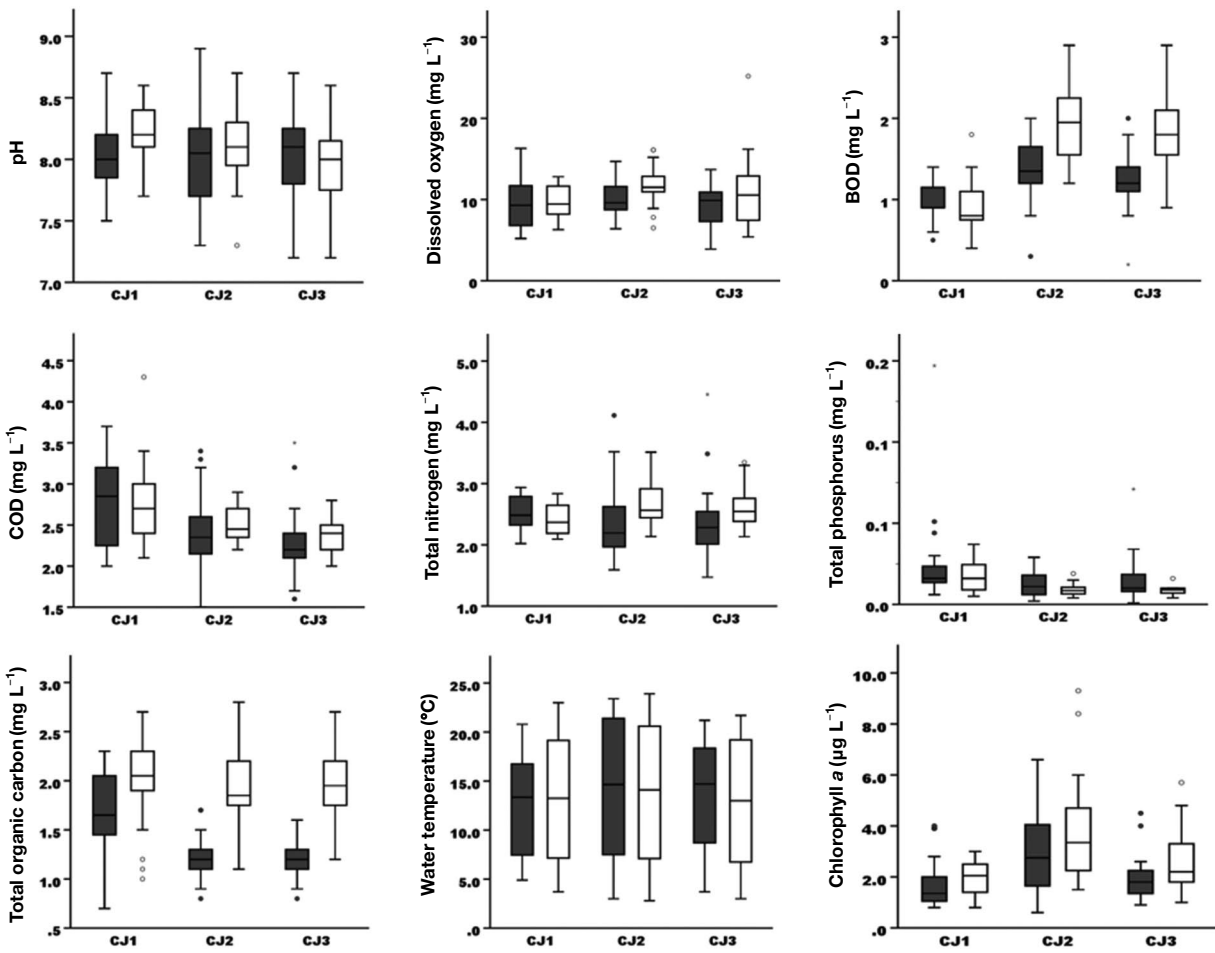 pH
9.0
8.5
8.0
7.5
7.0
CJ1 CJ2 CJ3
Dissolved oxygen (mg L⁻¹)
30
20
10
0
CJ1 CJ2 CJ3
BOD (mg L⁻¹)
3
2
1
0
CJ1 CJ2 CJ3
COD (mg L⁻¹)
4.5
4.0
3.5
3.0
2.5
2.0
1.5
CJ1 CJ2 CJ3
Total nitrogen (mg L⁻¹)
5.0
4.0
3.0
2.0
1.0
CJ1 CJ2 CJ3
Total phosphorus (mg L⁻¹)
0.2
0.1
0.1
0.0
CJ1 CJ2 CJ3
Total organic carbon (mg L⁻¹)
3.0
2.5
2.0
1.5
1.0
.5
CJ1 CJ2 CJ3
Water temperature (°C)
25.0
20.0
15.0
10.0
5.0
.0
CJ1 CJ2 CJ3
Chlorophyll a (µg L⁻¹)
10.0
8.0
6.0
4.0
2.0
.0
CJ1 CJ2 CJ3